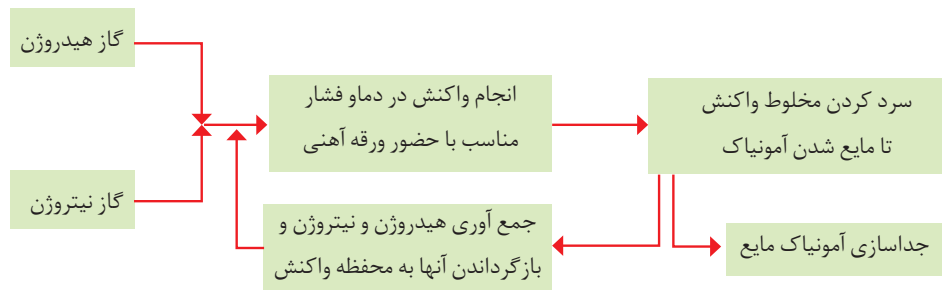 گاز هیدروژن
گاز نیتروژن
انجام واکنش در دماو فشار
مناسب با حضور ورقه آهنی
سرد کردن مخلوط واکنش
تا مایع شدن آمونیاک
جمع آوری هیدروژن و نیتروژن و
بازگرداندن آنها به محفظه واکنش
جداسازی آمونیاک مایع